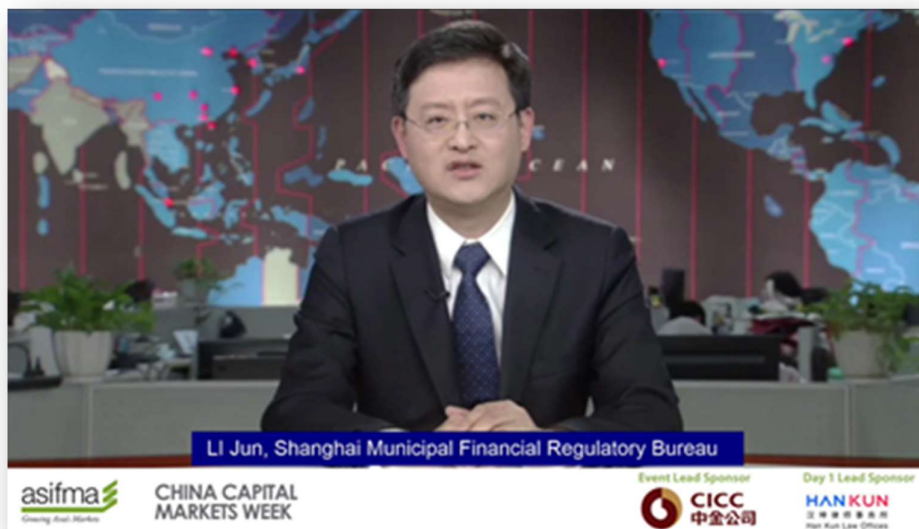 PACIFIC OCEAN
LI Jun, Shanghai Municipal Financial Regulatory Bureau
asifma
Growing Asia's Markets
CHINA CAPITAL
MARKETS WEEK
Event Lead Sponsor
CICC
中金公司
Day 1 Lead Sponsor
HANKUN
汉坤律师事务所
Han Kun Law Offices